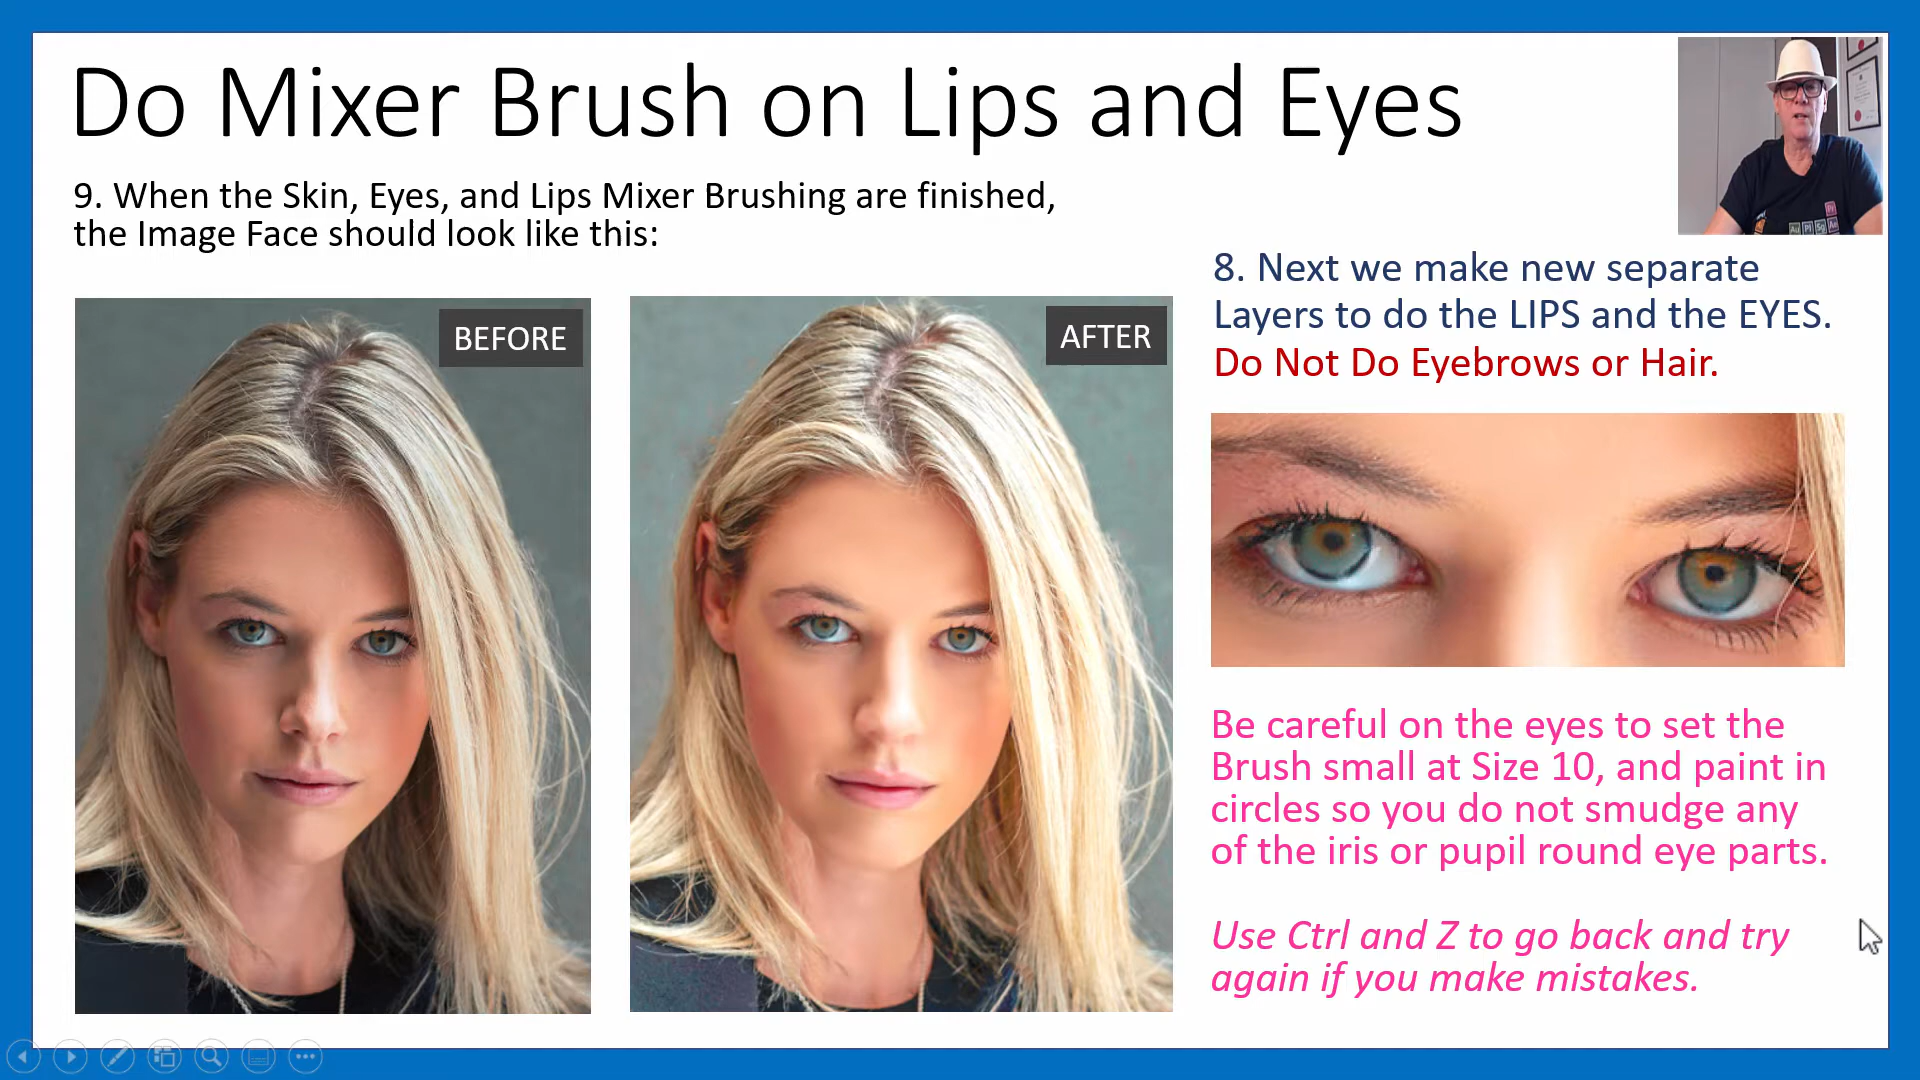 Do Mixer Brush on Lips and Eyes
9. When the Skin, Eyes, and Lips Mixer Brushing are finished,
the Image Face should look like this:
BEFORE
AFTER
8. Next we make new separate
Layers to do the LIPS and the EYES.
Do Not Do Eyebrows or Hair.
Be careful on the eyes to set the
Brush small at Size 10, and paint in
circles so you do not smudge any
of the iris or pupil round eye parts.
Use Ctrl and Z to go back and try
again if you make mistakes.